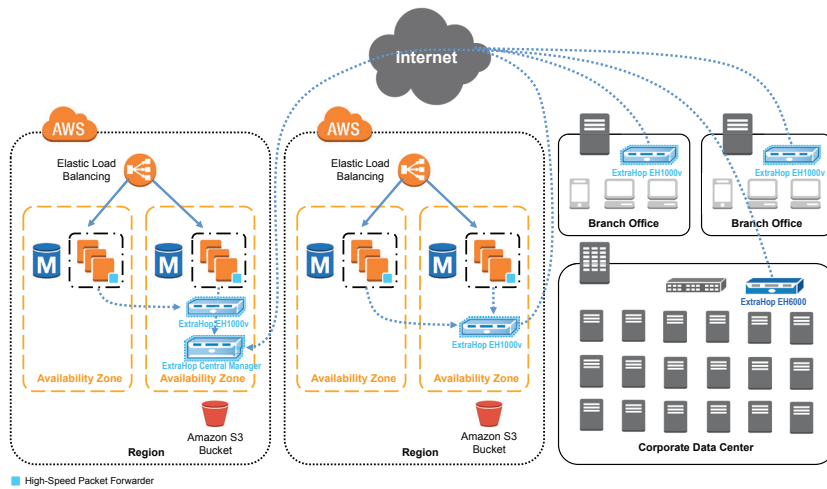 Internet
AWS
Elastic Load
Balancing
M
M
ExtraHop EH1000v
ExtraHop Central Manager
Availability Zone
Availability Zone
Amazon S3
Bucket
Region
AWS
Elastic Load
Balancing
M
M
ExtraHop EH1000v
Availability Zone
Availability Zone
Amazon S3
Bucket
Region
ExtraHop EH1000v
Branch Office
ExtraHop EH1000v
Branch Office
ExtraHop EH6000
Corporate Data Center
High-Speed Packet Forwarder